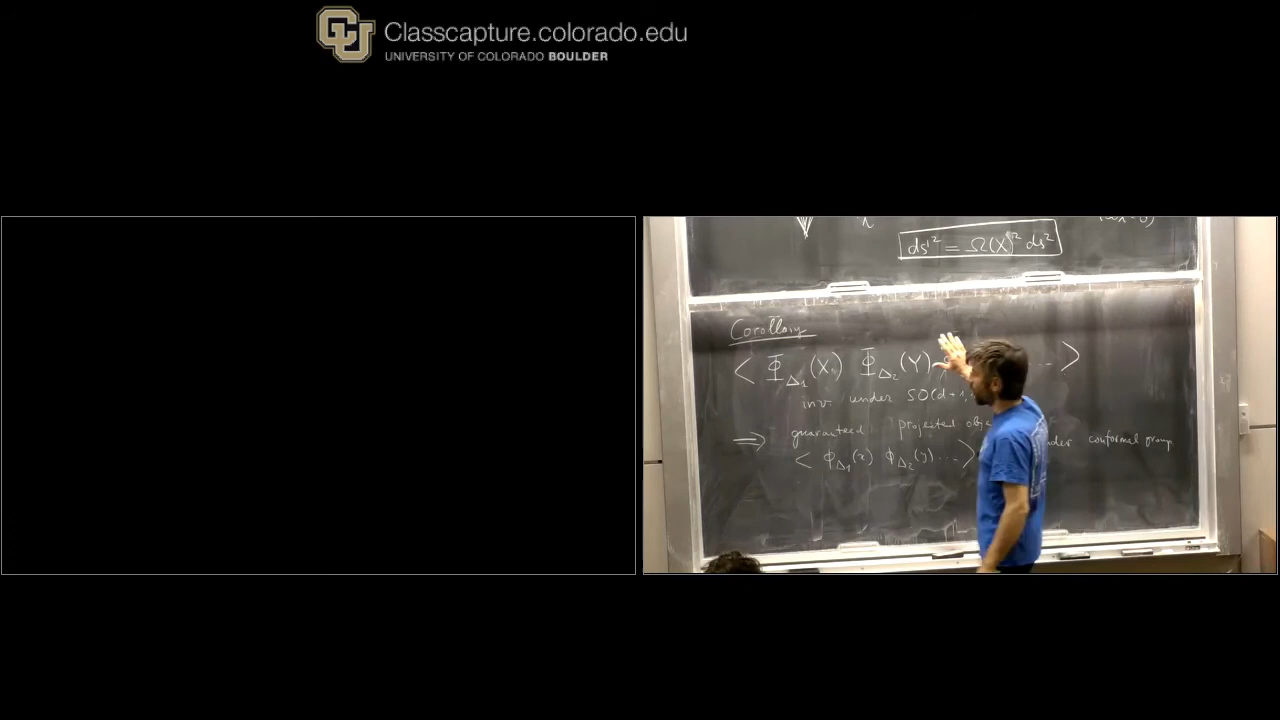 Classcapture.colorado.edu
UNIVERSITY OF COLORADO BOULDER
ds'² = Ω(X)² ds²
Corollary
< Φ_Δ₁(X) Φ_Δ₂(Y) ... >
inv. under SO(d+1,
⇒ guaranteed projected
conformal group
< ϕ_Δ₁(x) ϕ_Δ₂(y) ... >